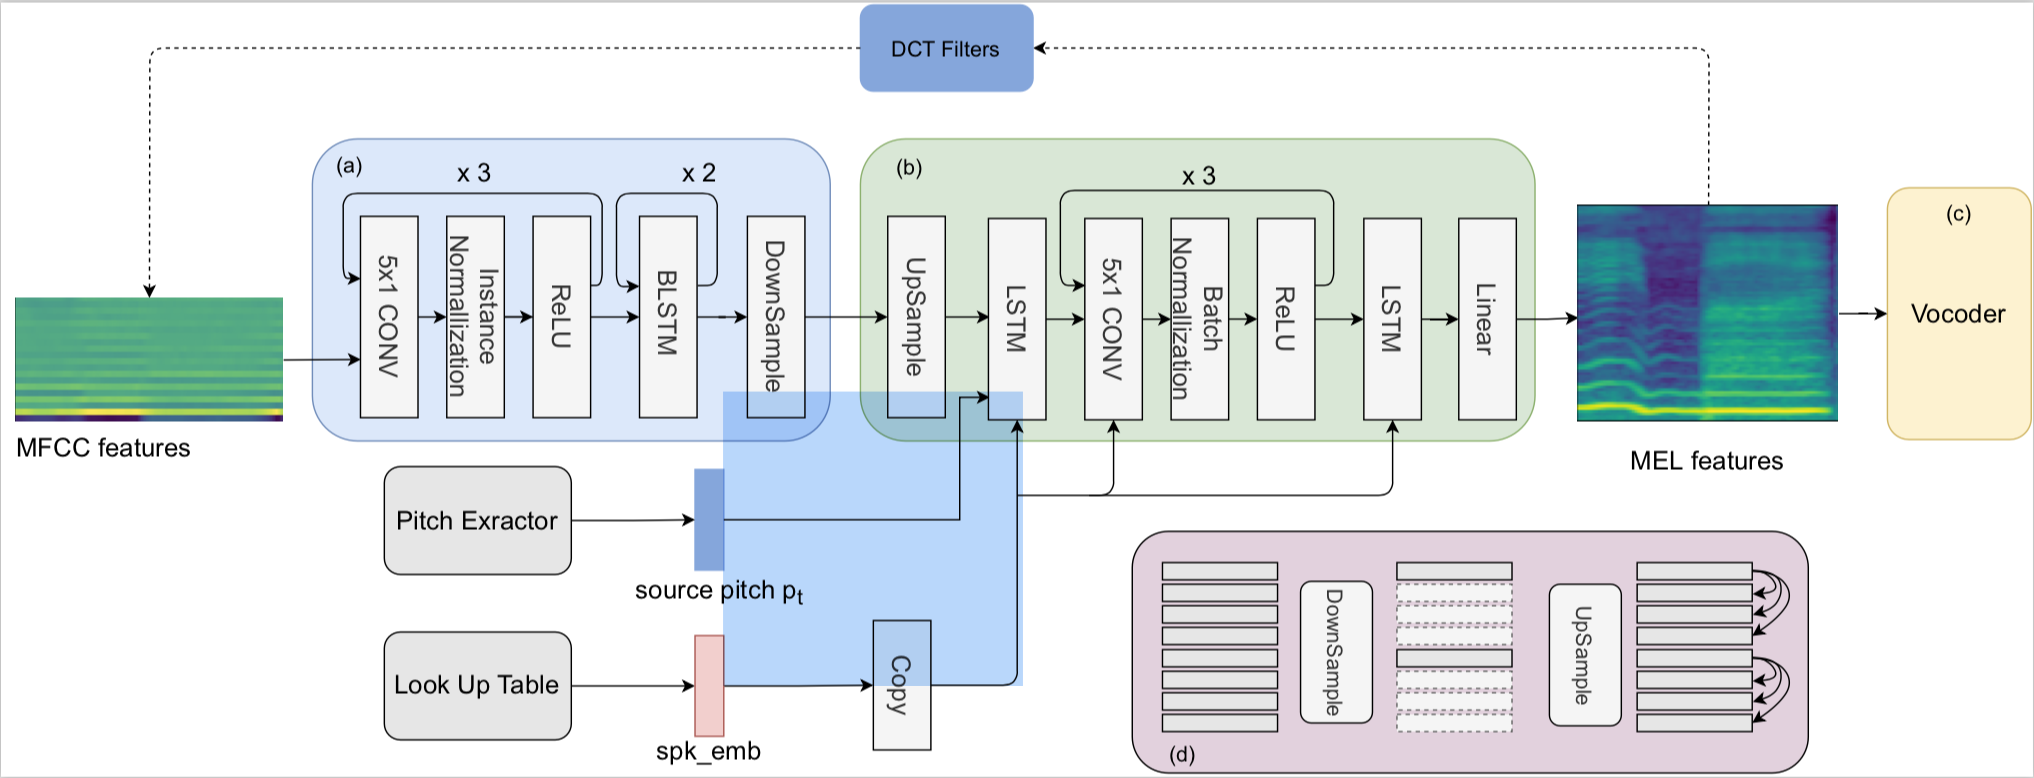 DCT Filters
(a)
x 3
x 2
(b)
x 3
(c)
5x1 CONV
Instance
Normallization
ReLU
BLSTM
DownSample
UpSample
LSTM
5x1 CONV
Batch
Normallization
ReLU
LSTM
Linear
Vocoder
MFCC features
MEL features
Pitch Exractor
source pitch pt
Look Up Table
spk_emb
Copy
DownSample
UpSample
(d)